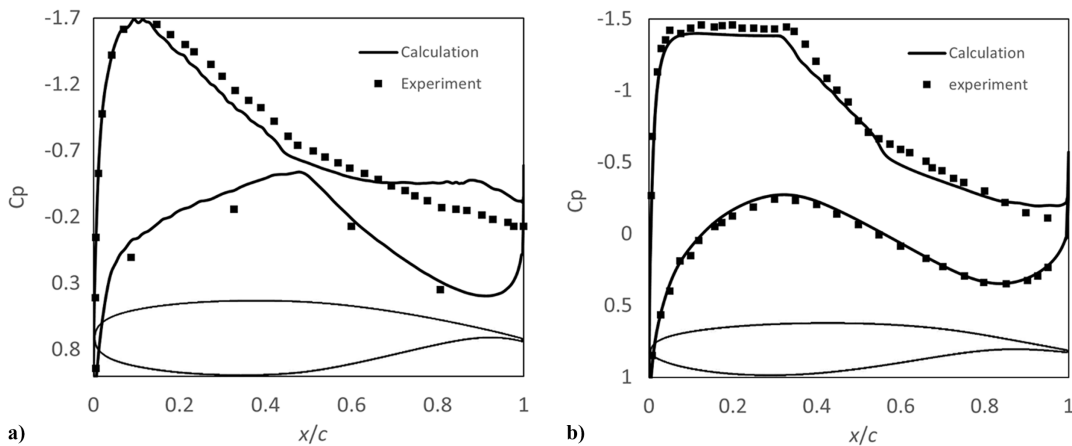 -1.7
-1.2
-0.7
-0.2
0.3
0.8
Cp
Calculation
Experiment
0 0.2 0.4 0.6 0.8 1
x/c
a)
-1.5
-1
-0.5
0
0.5
1
Cp
Calculation
experiment
0 0.2 0.4 0.6 0.8 1
x/c
b)